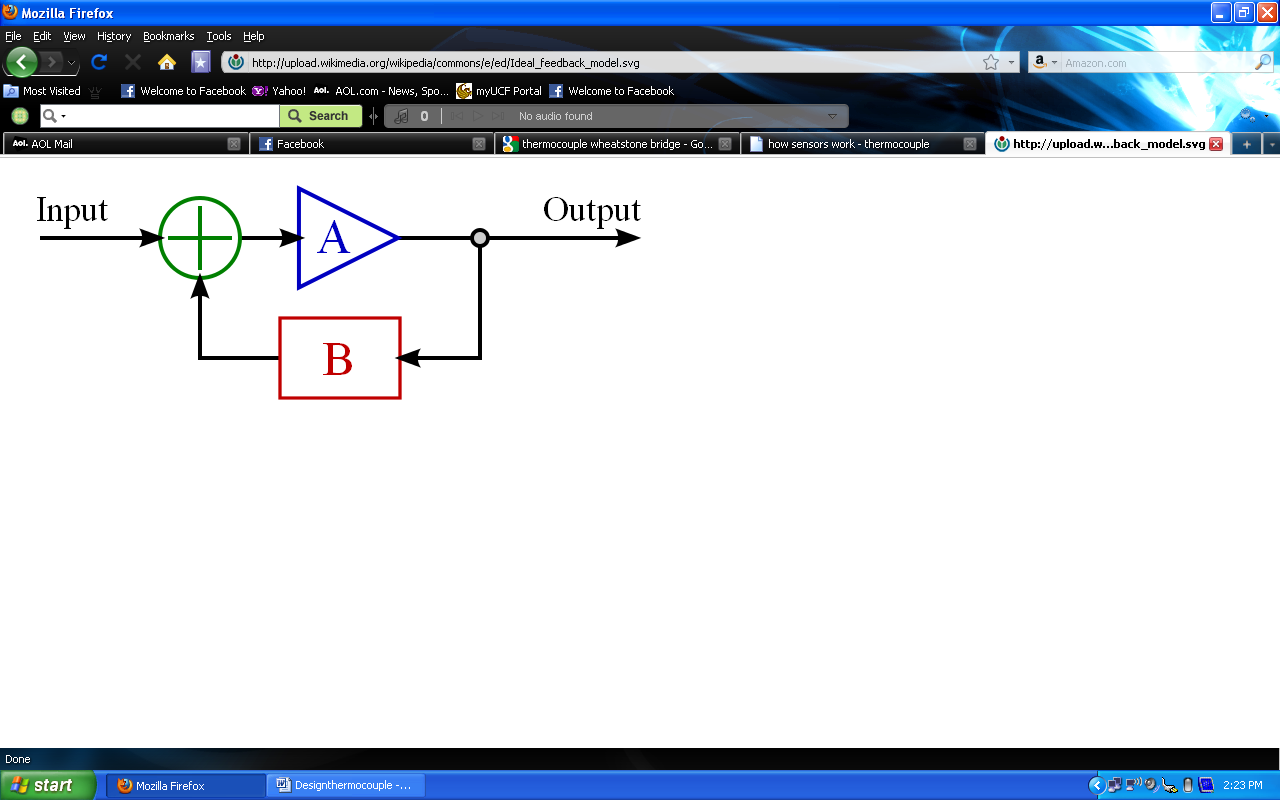 Mozilla Firefox
File Edit View History Bookmarks Tools Help
http://upload.wikimedia.org/wikipedia/commons/e/ed/Ideal_feedback_model.svg
a Amazon.com
Most Visited Welcome to Facebook Yahoo! Aol. AOL.com - News, Spo... myUCF Portal Welcome to Facebook
Search 0 No audio found
Aol. AOL Mail Facebook thermocouple wheatstone bridge - Go... how sensors work - thermocouple http://upload.w...back_model.svg
Input Output
A
B
Done
start Mozilla Firefox Designthermocouple -... 2:23 PM